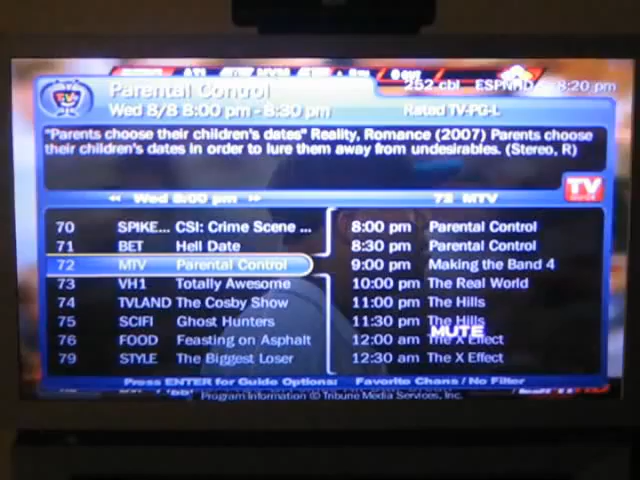 Parental Control
252 cbl ESPNHD 8:20 pm
Wed 8/8 8:00 pm - 8:30 pm
Rated TV-PG-L
"Parents choose their children's dates" Reality, Romance (2007) Parents choose
their children's dates in order to lure them away from undesirables. (Stereo, R)
TV
GUIDE
<< Wed 8:00 pm >>
72 MTV
70 SPIKE... CSI: Crime Scene ...
71 BET Hell Date
72 MTV Parental Control
73 VH1 Totally Awesome
74 TVLAND The Cosby Show
75 SCIFI Ghost Hunters
76 FOOD Feasting on Asphalt
79 STYLE The Biggest Loser
8:00 pm Parental Control
8:30 pm Parental Control
9:00 pm Making the Band 4
10:00 pm The Real World
11:00 pm The Hills
11:30 pm The Hills
MUTE
12:00 am The X Effect
12:30 am The X Effect
Press ENTER for Guide Options
Favorite Chans / No Filter
Program Information © Tribune Media Services, Inc.